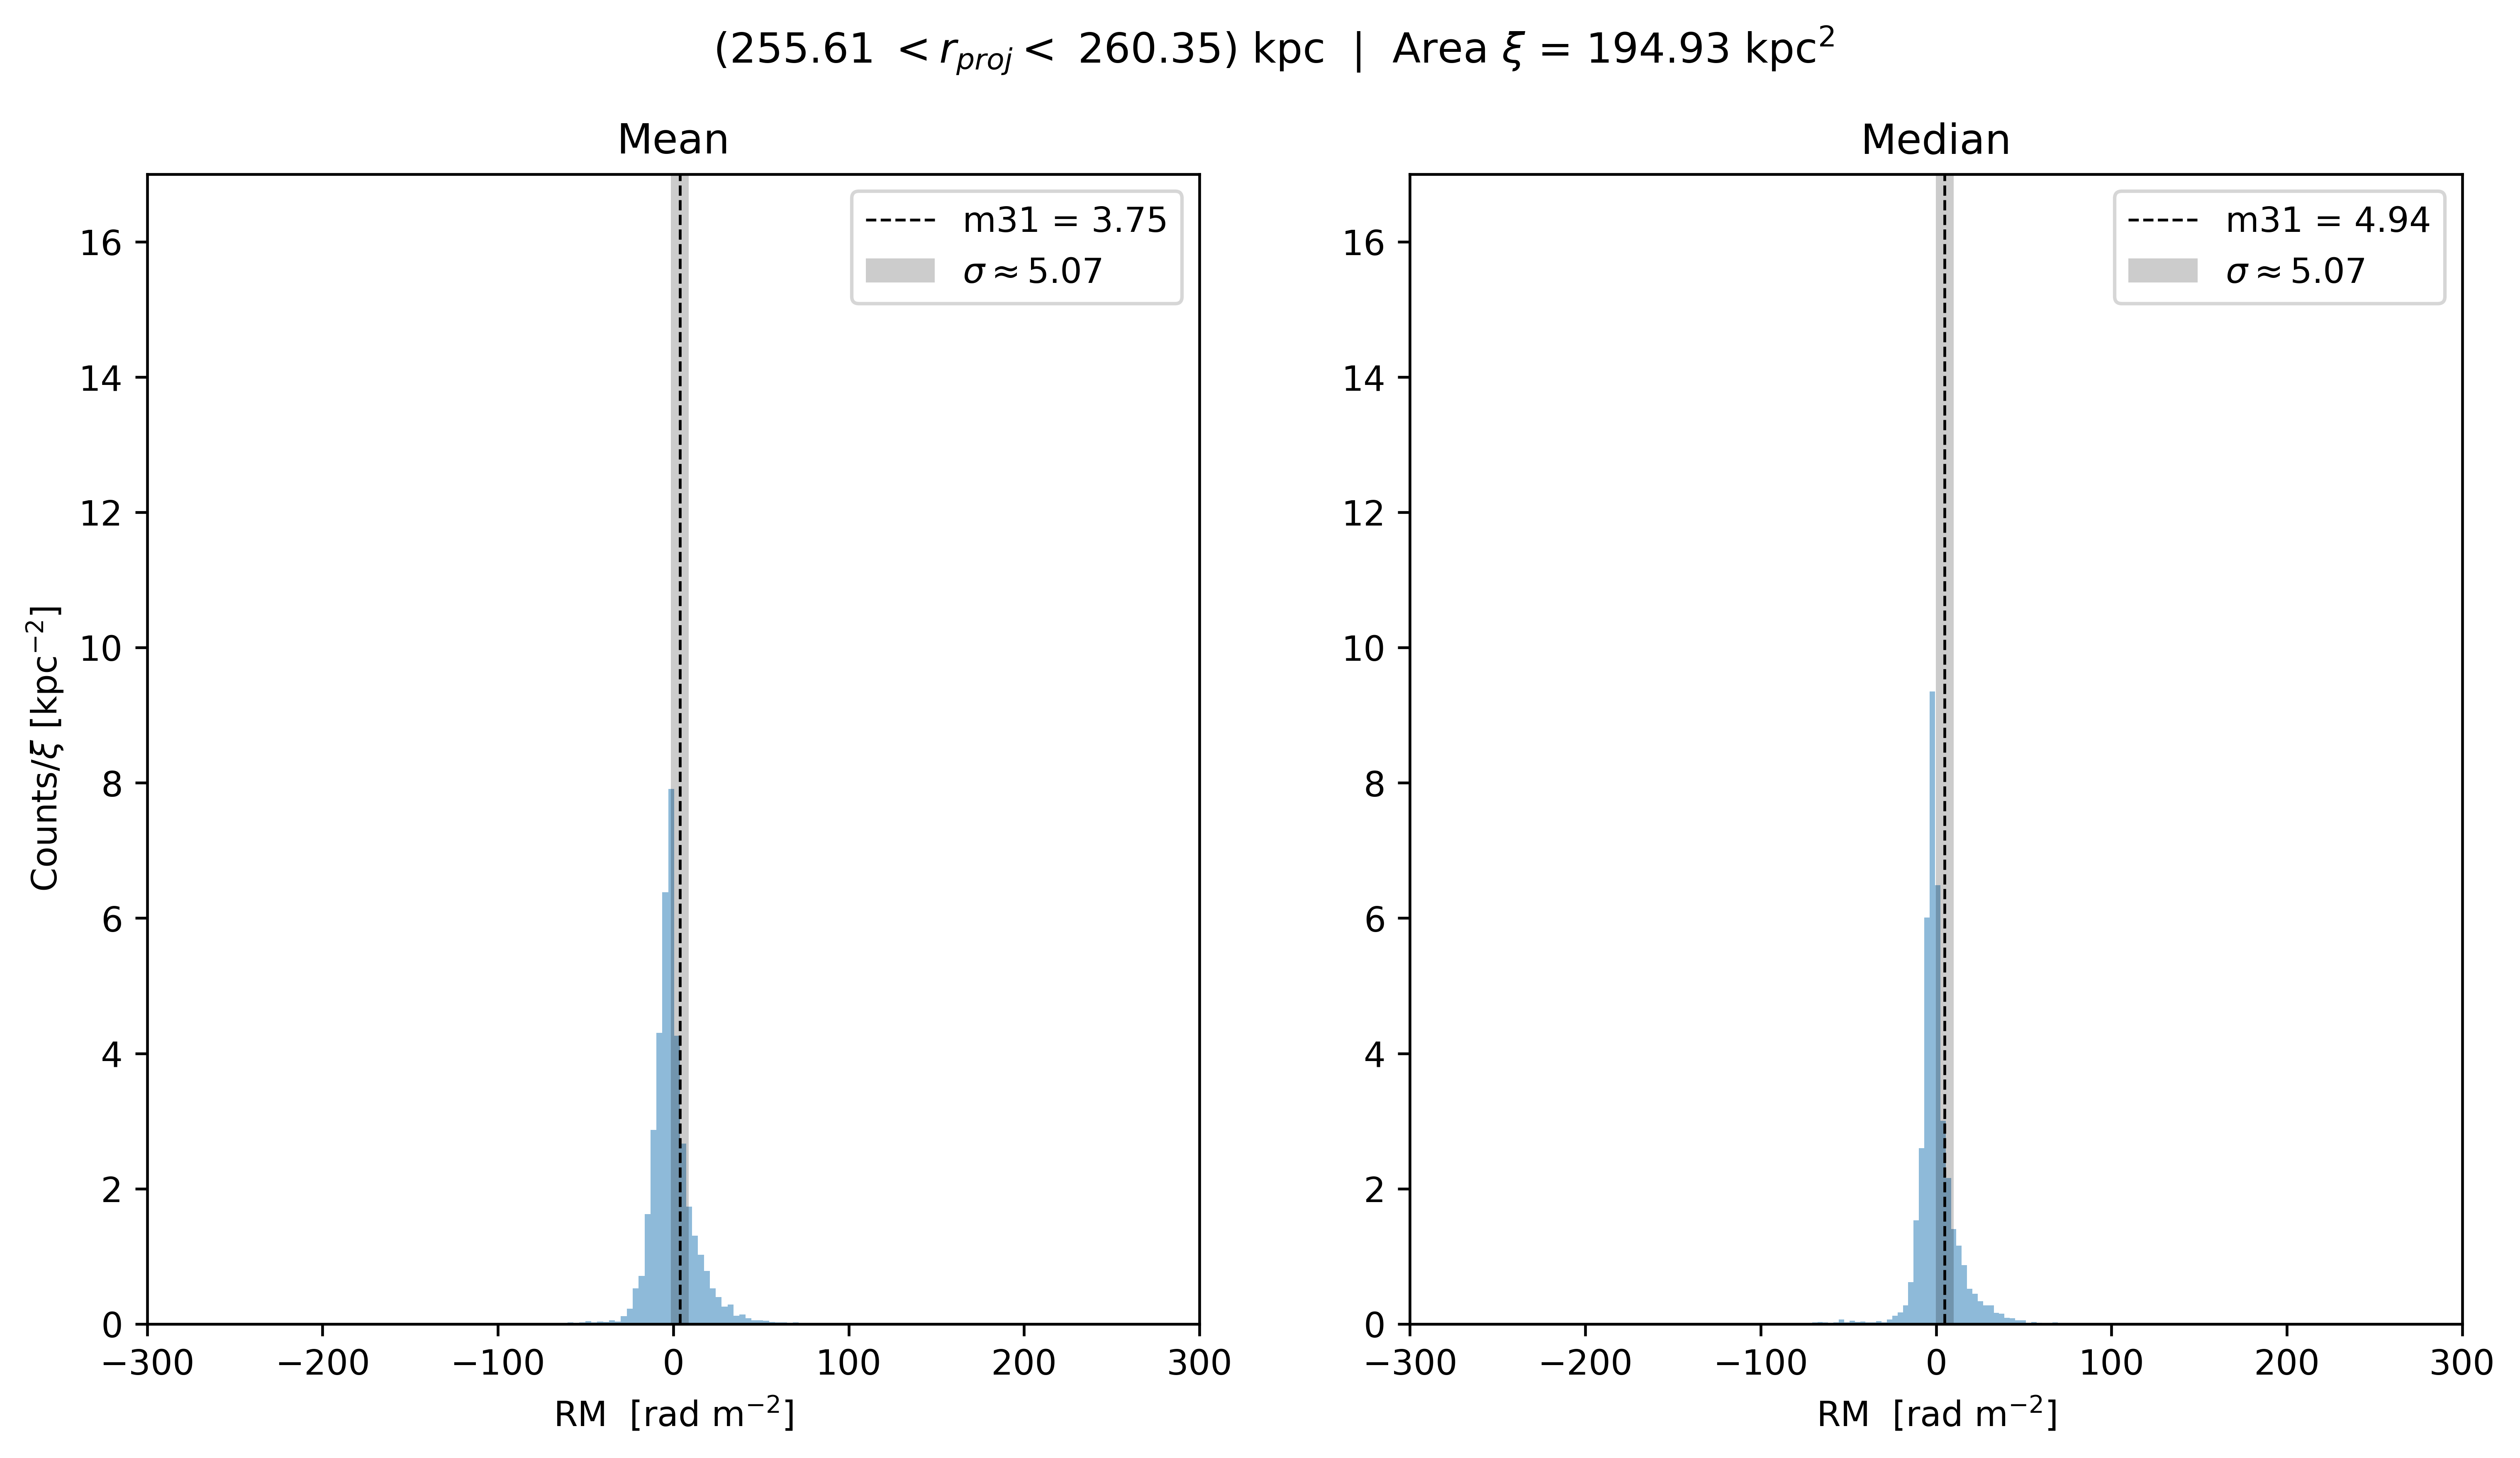 (255.61 < r_proj < 260.35) kpc | Area ξ = 194.93 kpc²
Mean
m31 = 3.75
σ ≈ 5.07
Counts/ξ [kpc⁻²]
16
14
12
10
8
6
4
2
0
−300 −200 −100 0 100 200 300
RM [rad m⁻²]
Median
m31 = 4.94
σ ≈ 5.07
16
14
12
10
8
6
4
2
0
−300 −200 −100 0 100 200 300
RM [rad m⁻²]